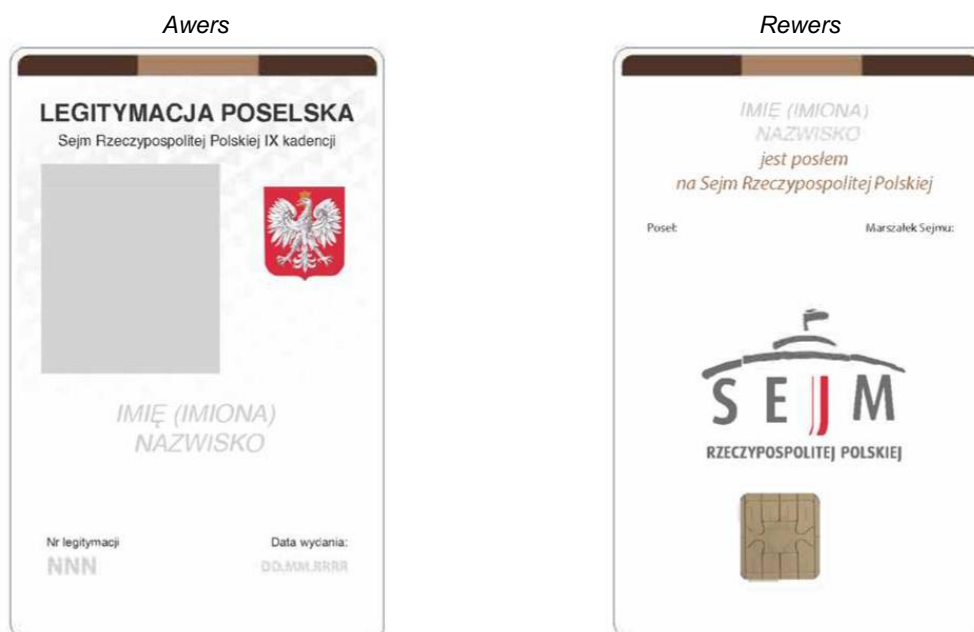 Awers
LEGITYMACJA POSELSKA
Sejm Rzeczypospolitej Polskiej IX kadencji
IMIĘ (IMIONA)
NAZWISKO
Nr legitymacji
Data wydania:
NNN
DD.MM.RRRR
Rewers
IMIĘ (IMIONA)
NAZWISKO
jest posłem
na Sejm Rzeczypospolitej Polskiej
Poseł:
Marszałek Sejmu:
SEJM
RZECZYPOSPOLITEJ POLSKIEJ